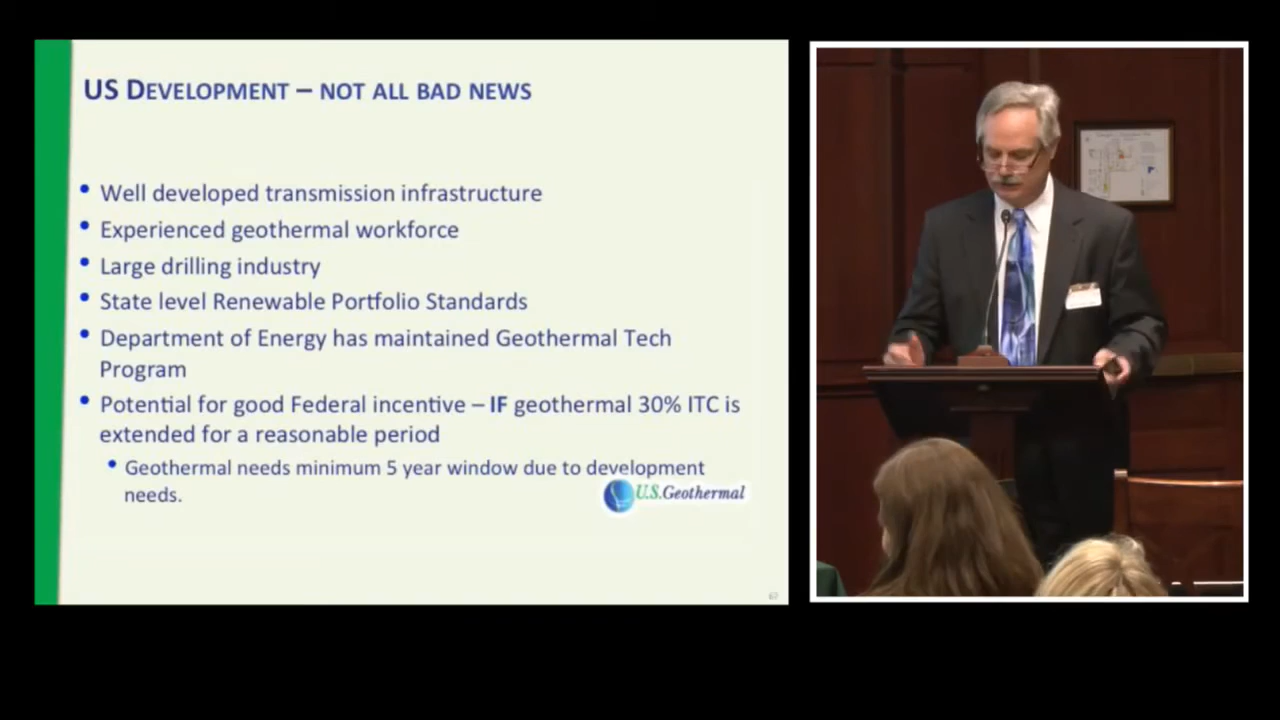 US DEVELOPMENT – NOT ALL BAD NEWS
• Well developed transmission infrastructure
• Experienced geothermal workforce
• Large drilling industry
• State level Renewable Portfolio Standards
• Department of Energy has maintained Geothermal Tech
Program
• Potential for good Federal incentive – IF geothermal 30% ITC is
extended for a reasonable period
• Geothermal needs minimum 5 year window due to development
needs.
U.S.Geothermal
67